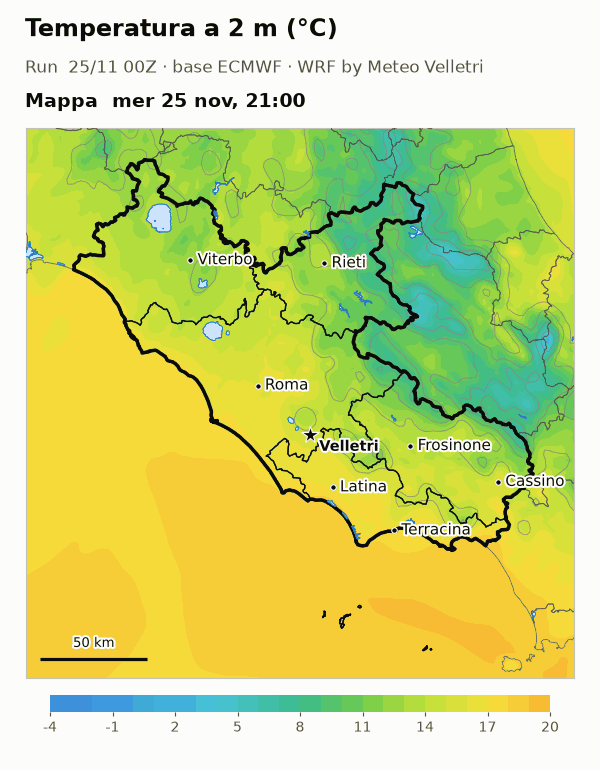 Temperatura a 2 m (°C)
Run  25/11 00Z · base ECMWF · WRF by Meteo Velletri
Mappa  mer 25 nov, 21:00
Viterbo
Rieti
Roma
Velletri
Frosinone
Latina
Cassino
Terracina
50 km
-4 -1 2 5 8 11 14 17 20